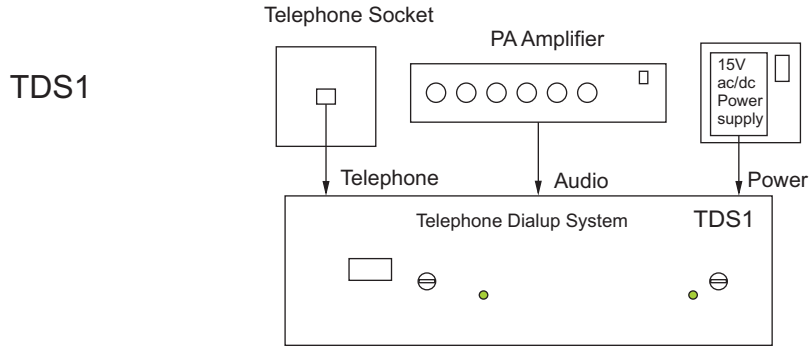 Telephone Socket
PA Amplifier
TDS1
15V
ac/dc
Power
supply
Telephone
Audio
Power
Telephone Dialup System
TDS1